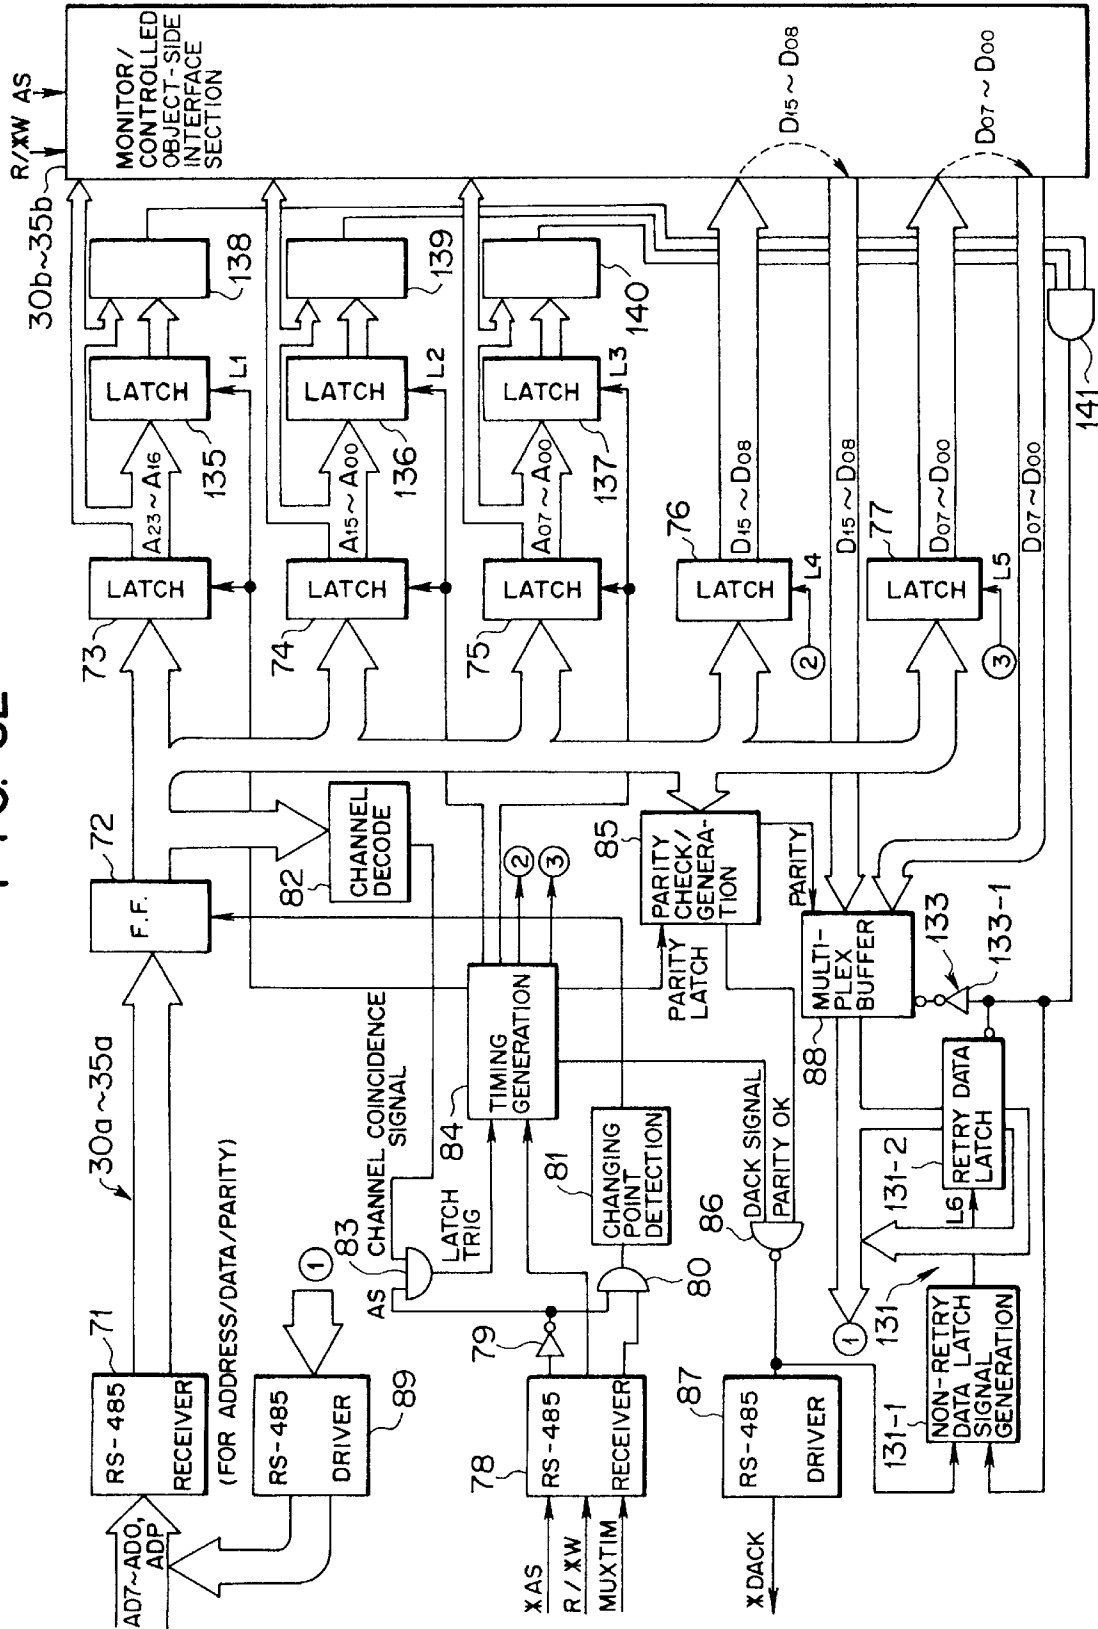 R/XW AS
30b~35b
MONITOR/
CONTROLLED
OBJECT-SIDE
INTERFACE
SECTION
138
139
140
141
LATCH
135
L1
LATCH
136
L2
LATCH
137
L3
A23~A16
A15~A00
A07~A00
D15~D08
D07~D00
D15~D08
D15~D08
D07~D00
D07~D00
73
LATCH
74
LATCH
75
LATCH
76
LATCH
L4
2
77
LATCH
L5
3
72
F.F.
82
CHANNEL
DECODE
2
3
85
PARITY
CHECK/
GENERA-
TION
PARITY
PARITY
LATCH
84
TIMING
GENERATION
MULTI-
PLEX
BUFFER
88
133
133-1
30a~35a
CHANNEL COINCIDENCE
SIGNAL
83
AS
LATCH
TRIG
81
CHANGING
POINT
DETECTION
80
79
86
DACK SIGNAL
PARITY OK
131-2
RETRY DATA
LATCH
L6
131
1
1
71
RS-485
RECEIVER
(FOR ADDRESS/DATA/PARITY)
RS-485
DRIVER
89
78
RS-485
RECEIVER
87
RS-485
DRIVER
131-1
NON-RETRY
DATA LATCH
SIGNAL
GENERATION
AD7~AD0,
ADP
XAS
R/XW
MUXTIM
XDACK